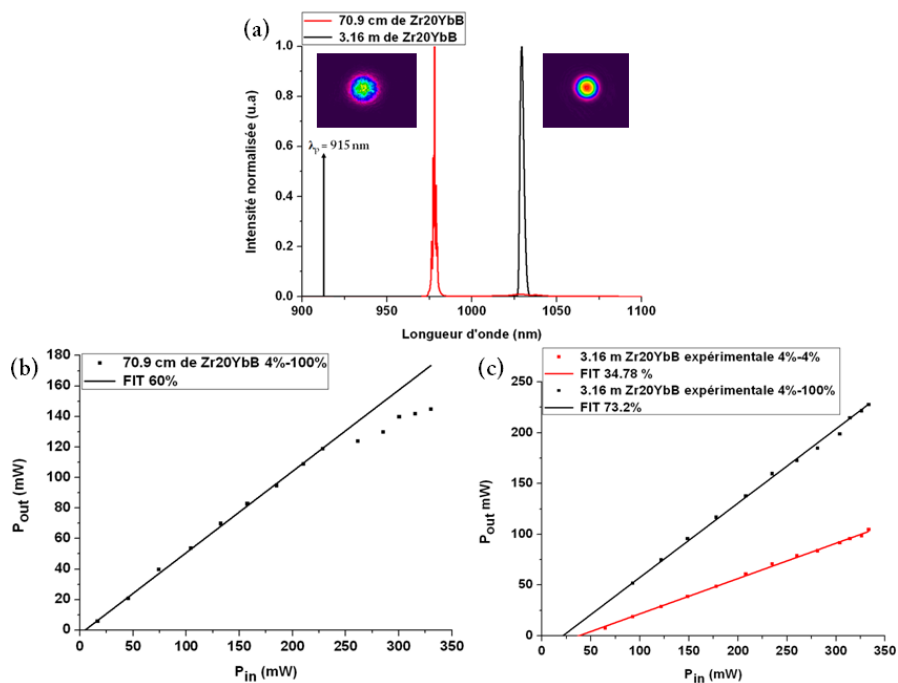 (a)
70.9 cm de Zr20YbB
3.16 m de Zr20YbB
1.0
0.8
0.6
0.4
0.2
0.0
λp = 915 nm
Intensité normalisée (u.a)
900
950
1000
1050
1100
Longueur d'onde (nm)
(b)
70.9 cm de Zr20YbB 4%-100%
FIT 60%
180
160
140
120
100
80
60
40
20
0
Pout (mW)
0
50
100
150
200
250
300
350
Pin (mW)
(c)
3.16 m Zr20YbB expérimentale 4%-4%
FIT 34.78 %
3.16 m Zr20YbB expérimentale 4%-100%
FIT 73.2%
250
200
150
100
50
0
Pout mW)
0
50
100
150
200
250
300
350
Pin (mW)